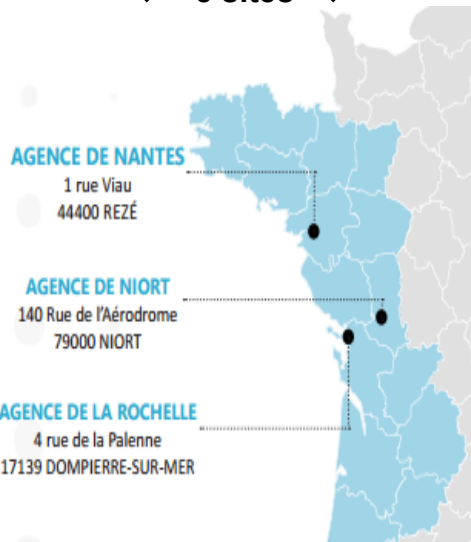 AGENCE DE NANTES
1 rue Viau
44400 REZÉ
AGENCE DE NIORT
140 Rue de l'Aérodrome
79000 NIORT
AGENCE DE LA ROCHELLE
4 rue de la Palenne
17139 DOMPIERRE-SUR-MER